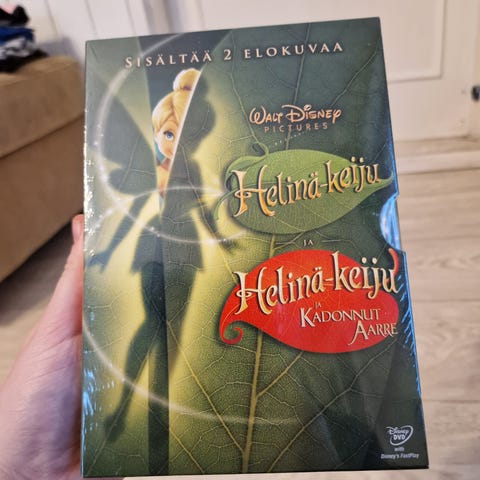 SISÄLTÄÄ 2 ELOKUVAA
WALT DISNEY
PICTURES
Helinä-keiju
JA
Helinä-keiju
JA
KADONNUT
AARRE
Disney
DVD
with
Disney's FastPlay